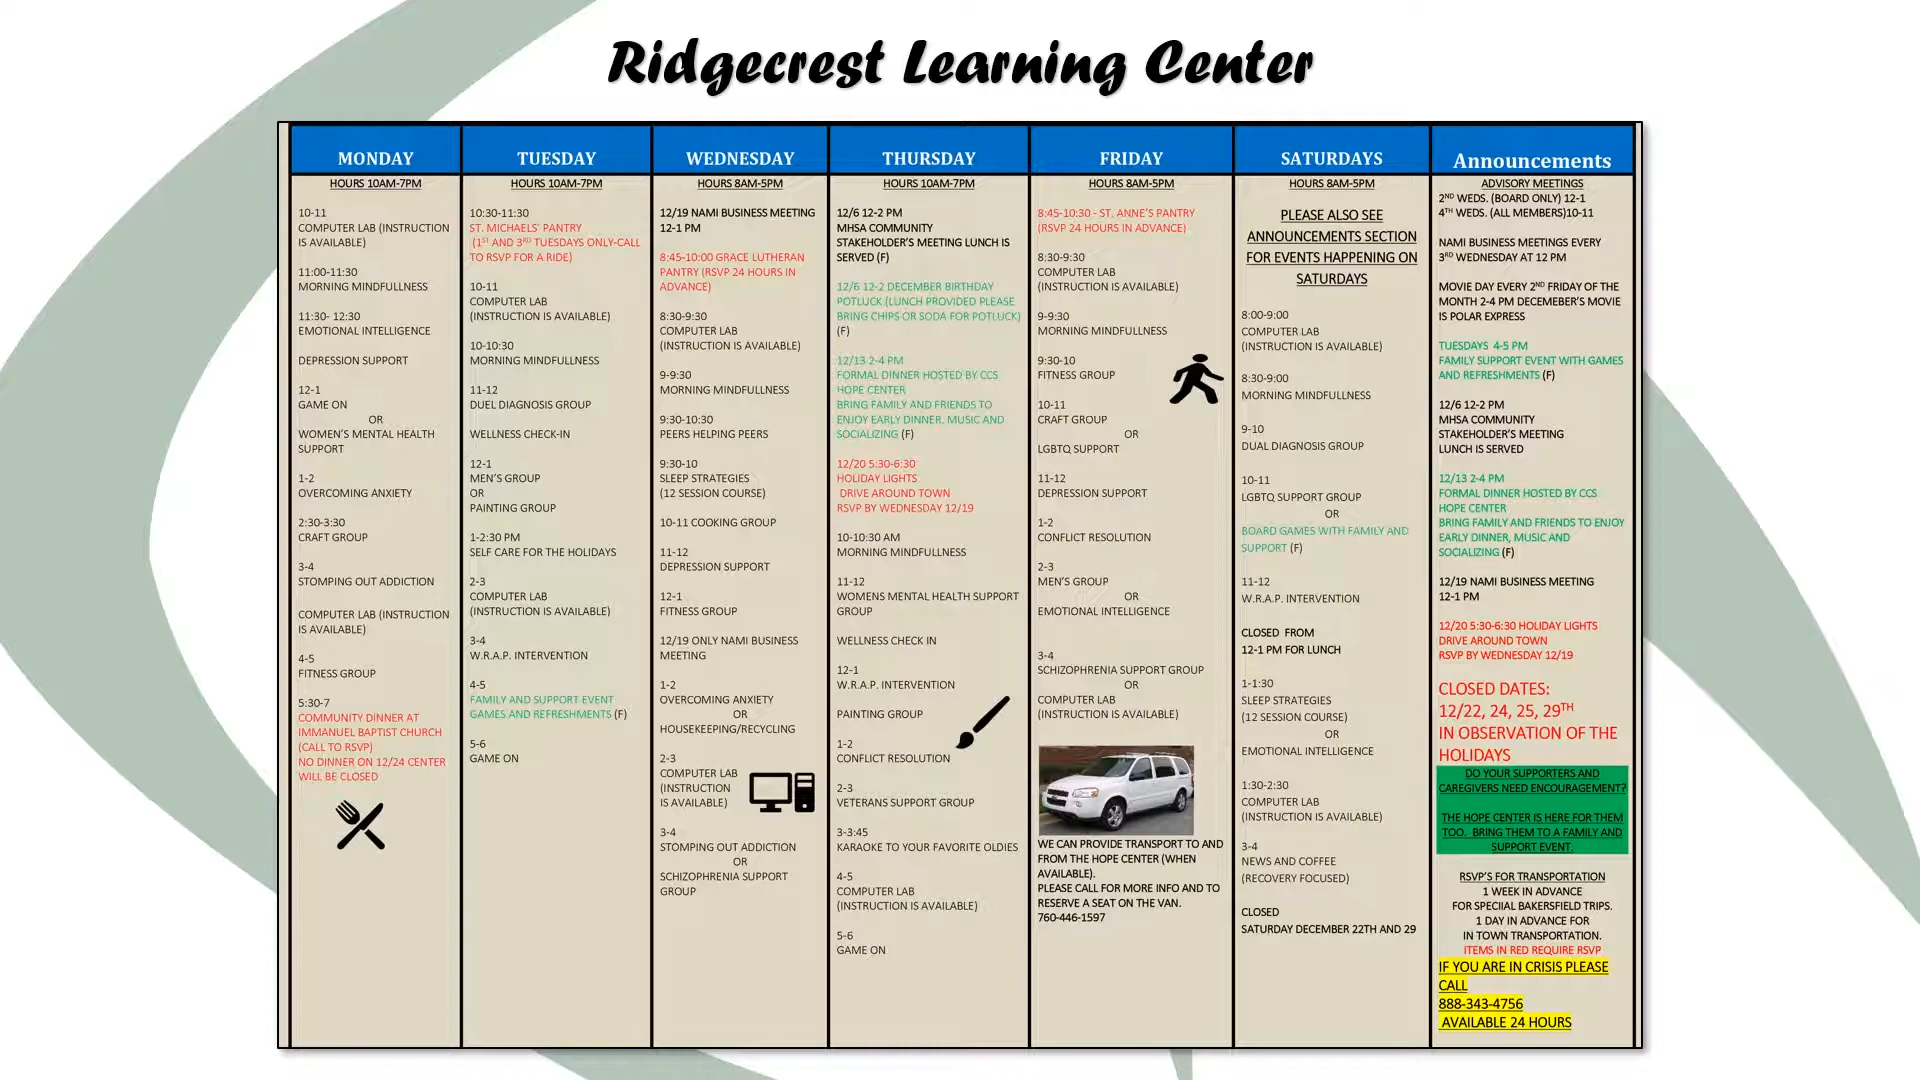 Ridgecrest Learning Center
MONDAY
HOURS 10AM-7PM
10-11
COMPUTER LAB (INSTRUCTION
IS AVAILABLE)
11:00-11:30
MORNING MINDFULLNESS
11:30- 12:30
EMOTIONAL INTELLIGENCE
DEPRESSION SUPPORT
12-1
GAME ON
OR
WOMEN'S MENTAL HEALTH
SUPPORT
1-2
OVERCOMING ANXIETY
2:30-3:30
CRAFT GROUP
3-4
STOMPING OUT ADDICTION
COMPUTER LAB (INSTRUCTION
IS AVAILABLE)
4-5
FITNESS GROUP
5:30-7
COMMUNITY DINNER AT
IMMANUEL BAPTIST CHURCH
(CALL TO RSVP)
NO DINNER ON 12/24 CENTER
WILL BE CLOSED
TUESDAY
HOURS 10AM-7PM
10:30-11:30
ST. MICHAELS' PANTRY
(1ST AND 3RD TUESDAYS ONLY-CALL
TO RSVP FOR A RIDE)
10-11
COMPUTER LAB
(INSTRUCTION IS AVAILABLE)
10-10:30
MORNING MINDFULLNESS
11-12
DUEL DIAGNOSIS GROUP
WELLNESS CHECK-IN
12-1
MEN'S GROUP
OR
PAINTING GROUP
1-2:30 PM
SELF CARE FOR THE HOLIDAYS
2-3
COMPUTER LAB
(INSTRUCTION IS AVAILABLE)
3-4
W.R.A.P. INTERVENTION
4-5
FAMILY AND SUPPORT EVENT
GAMES AND REFRESHMENTS (F)
5-6
GAME ON
WEDNESDAY
HOURS 8AM-5PM
12/19 NAMI BUSINESS MEETING
12-1 PM
8:45-10:00 GRACE LUTHERAN
PANTRY (RSVP 24 HOURS IN
ADVANCE)
8:30-9:30
COMPUTER LAB
(INSTRUCTION IS AVAILABLE)
9-9:30
MORNING MINDFULLNESS
9:30-10:30
PEERS HELPING PEERS
9:30-10
SLEEP STRATEGIES
(12 SESSION COURSE)
10-11 COOKING GROUP
11-12
DEPRESSION SUPPORT
12-1
FITNESS GROUP
12/19 ONLY NAMI BUSINESS
MEETING
1-2
OVERCOMING ANXIETY
OR
HOUSEKEEPING/RECYCLING
2-3
COMPUTER LAB
(INSTRUCTION
IS AVAILABLE)
3-4
STOMPING OUT ADDICTION
OR
SCHIZOPHRENIA SUPPORT
GROUP
THURSDAY
HOURS 10AM-7PM
12/6 12-2 PM
MHSA COMMUNITY
STAKEHOLDER'S MEETING LUNCH IS
SERVED (F)
12/6 12-2 DECEMBER BIRTHDAY
POTLUCK (LUNCH PROVIDED PLEASE
BRING CHIPS OR SODA FOR POTLUCK)
(F)
12/13 2-4 PM
FORMAL DINNER HOSTED BY CCS
HOPE CENTER
BRING FAMILY AND FRIENDS TO
ENJOY EARLY DINNER, MUSIC AND
SOCIALIZING (F)
12/20 5:30-6:30
HOLIDAY LIGHTS
DRIVE AROUND TOWN
RSVP BY WEDNESDAY 12/19
10-10:30 AM
MORNING MINDFULLNESS
11-12
WOMENS MENTAL HEALTH SUPPORT
GROUP
WELLNESS CHECK IN
12-1
W.R.A.P. INTERVENTION
PAINTING GROUP
1-2
CONFLICT RESOLUTION
2-3
VETERANS SUPPORT GROUP
3-3:45
KARAOKE TO YOUR FAVORITE OLDIES
4-5
COMPUTER LAB
(INSTRUCTION IS AVAILABLE)
5-6
GAME ON
FRIDAY
HOURS 8AM-5PM
8:45-10:30 - ST. ANNE'S PANTRY
(RSVP 24 HOURS IN ADVANCE)
8:30-9:30
COMPUTER LAB
(INSTRUCTION IS AVAILABLE)
9-9:30
MORNING MINDFULLNESS
9:30-10
FITNESS GROUP
10-11
CRAFT GROUP
OR
LGBTQ SUPPORT
11-12
DEPRESSION SUPPORT
1-2
CONFLICT RESOLUTION
2-3
MEN'S GROUP
OR
EMOTIONAL INTELLIGENCE
3-4
SCHIZOPHRENIA SUPPORT GROUP
OR
COMPUTER LAB
(INSTRUCTION IS AVAILABLE)
WE CAN PROVIDE TRANSPORT TO AND
FROM THE HOPE CENTER (WHEN
AVAILABLE).
PLEASE CALL FOR MORE INFO AND TO
RESERVE A SEAT ON THE VAN.
760-446-1597
SATURDAYS
HOURS 8AM-5PM
PLEASE ALSO SEE
ANNOUNCEMENTS SECTION
FOR EVENTS HAPPENING ON
SATURDAYS
8:00-9:00
COMPUTER LAB
(INSTRUCTION IS AVAILABLE)
8:30-9:00
MORNING MINDFULLNESS
9-10
DUAL DIAGNOSIS GROUP
10-11
LGBTQ SUPPORT GROUP
OR
BOARD GAMES WITH FAMILY AND
SUPPORT (F)
11-12
W.R.A.P. INTERVENTION
CLOSED FROM
12-1 PM FOR LUNCH
1-1:30
SLEEP STRATEGIES
(12 SESSION COURSE)
OR
EMOTIONAL INTELLIGENCE
1:30-2:30
COMPUTER LAB
(INSTRUCTION IS AVAILABLE)
3-4
NEWS AND COFFEE
(RECOVERY FOCUSED)
CLOSED
SATURDAY DECEMBER 22TH AND 29
Announcements
ADVISORY MEETINGS
2ND WEDS. (BOARD ONLY) 12-1
4TH WEDS. (ALL MEMBERS)10-11
NAMI BUSINESS MEETINGS EVERY
3RD WEDNESDAY AT 12 PM
MOVIE DAY EVERY 2ND FRIDAY OF THE
MONTH 2-4 PM DECEMEBER'S MOVIE
IS POLAR EXPRESS
TUESDAYS 4-5 PM
FAMILY SUPPORT EVENT WITH GAMES
AND REFRESHMENTS (F)
12/6 12-2 PM
MHSA COMMUNITY
STAKEHOLDER'S MEETING
LUNCH IS SERVED
12/13 2-4 PM
FORMAL DINNER HOSTED BY CCS
HOPE CENTER
BRING FAMILY AND FRIENDS TO ENJOY
EARLY DINNER, MUSIC AND
SOCIALIZING (F)
12/19 NAMI BUSINESS MEETING
12-1 PM
12/20 5:30-6:30 HOLIDAY LIGHTS
DRIVE AROUND TOWN
RSVP BY WEDNESDAY 12/19
CLOSED DATES:
12/22, 24, 25, 29TH
IN OBSERVATION OF THE
HOLIDAYS
DO YOUR SUPPORTERS AND
CAREGIVERS NEED ENCOURAGEMENT?
THE HOPE CENTER IS HERE FOR THEM
TOO. BRING THEM TO A FAMILY AND
SUPPORT EVENT.
RSVP'S FOR TRANSPORTATION
1 WEEK IN ADVANCE
FOR SPECIAL BAKERSFIELD TRIPS.
1 DAY IN ADVANCE FOR
IN TOWN TRANSPORTATION.
ITEMS IN RED REQUIRE RSVP
IF YOU ARE IN CRISIS PLEASE
CALL
888-343-4756
AVAILABLE 24 HOURS